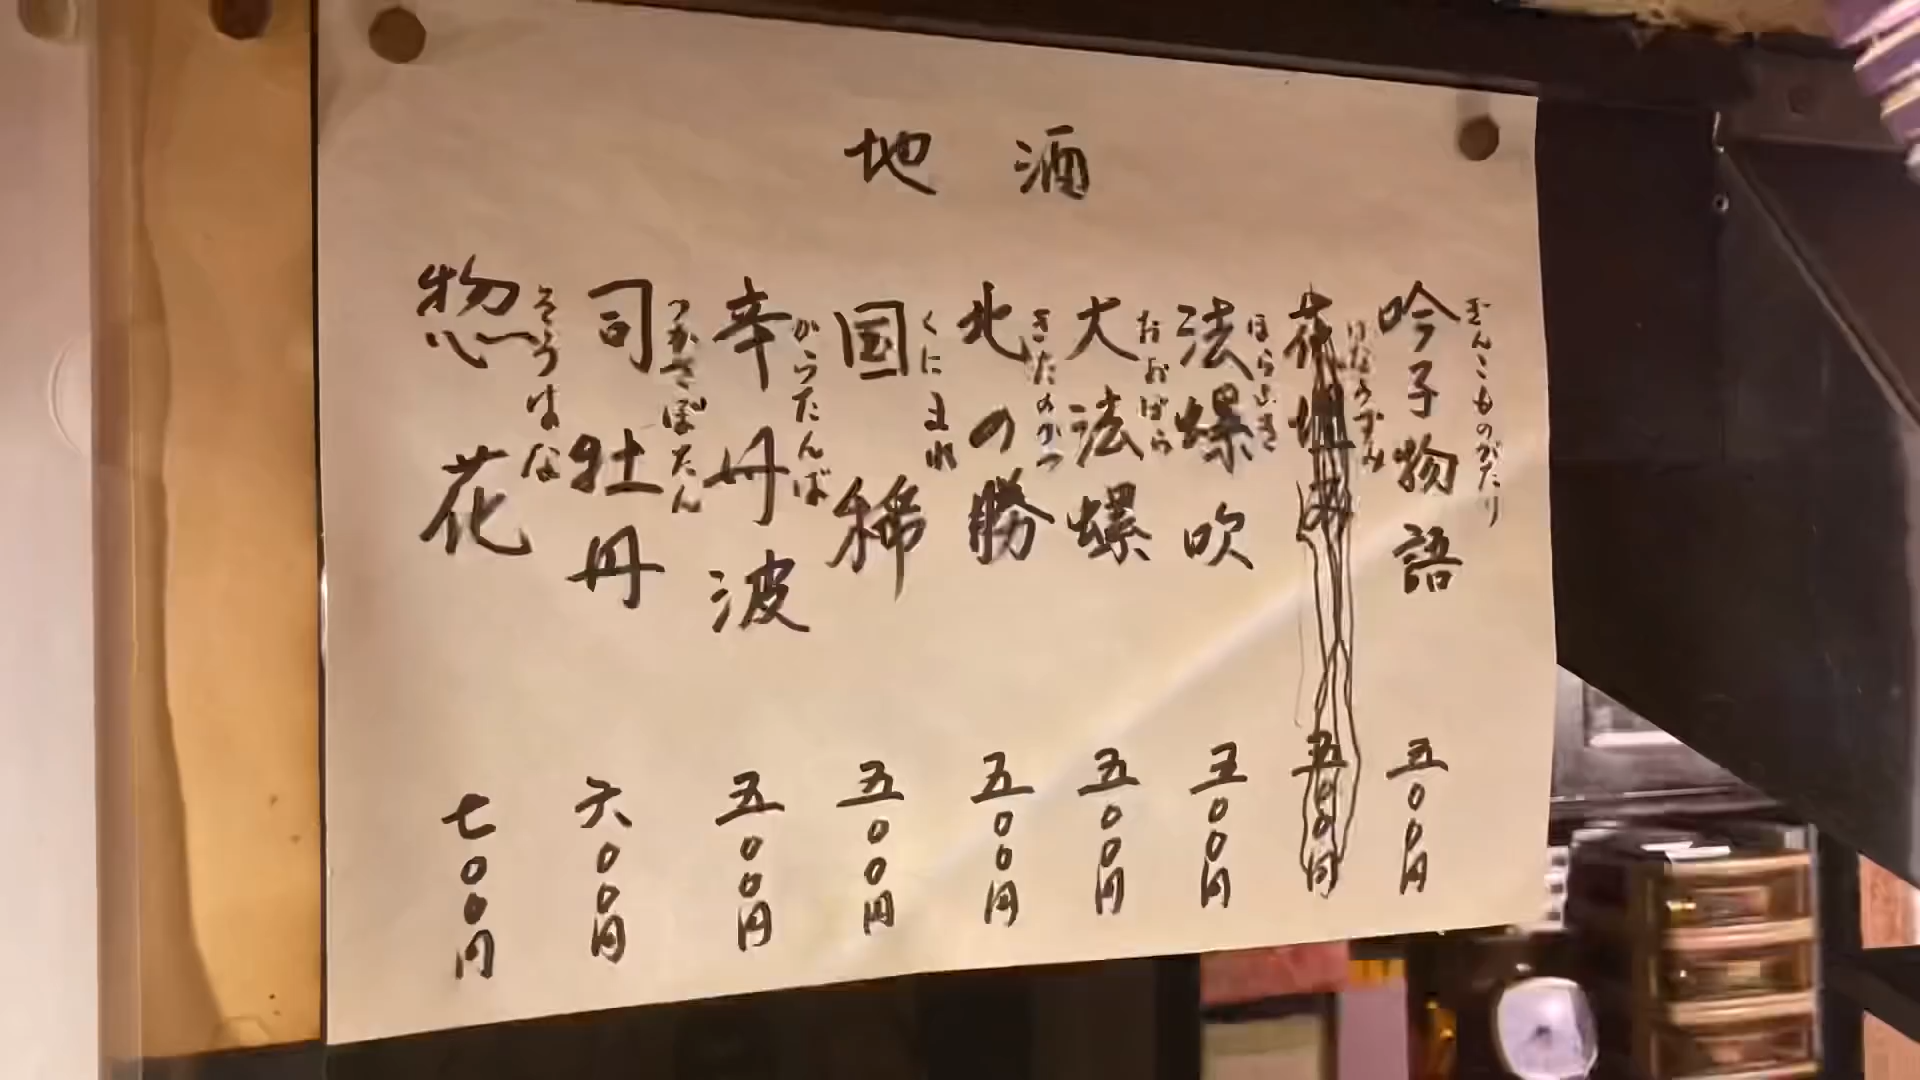 地酒
吟子物語 ぎんこものがたり 五〇〇円
法螺吹 ほらふき 五〇〇円
大法螺 おおぼら 五〇〇円
北の勝 きたのかつ 五〇〇円
国稀 くにまれ 五〇〇円
辛丹波 からたんば 五〇〇円
司牡丹 つかさぼたん 六〇〇円
惣花 そうはな 七〇〇円